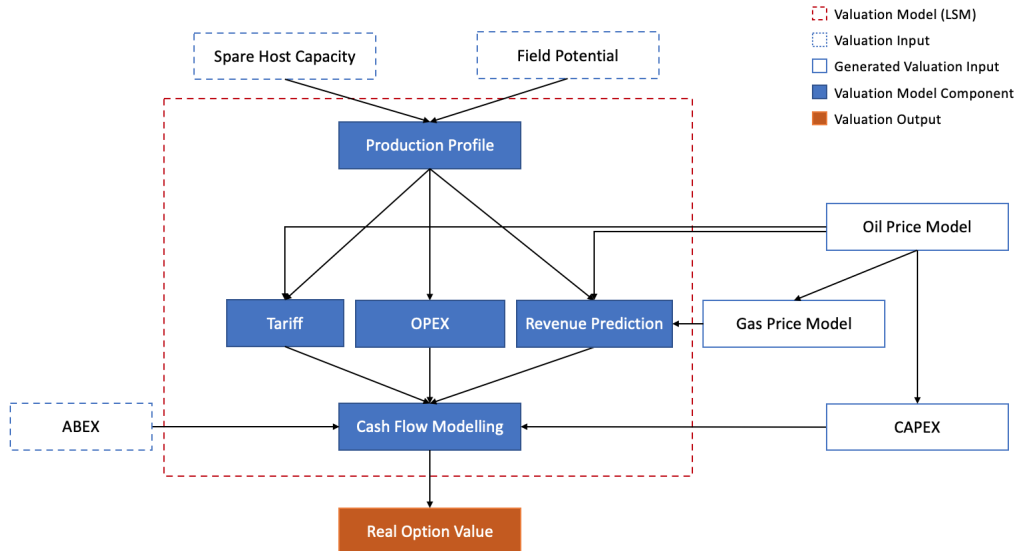 Valuation Model (LSM)
Valuation Input
Generated Valuation Input
Valuation Model Component
Valuation Output
Spare Host Capacity
Field Potential
Production Profile
Oil Price Model
Tariff
OPEX
Revenue Prediction
Gas Price Model
ABEX
Cash Flow Modelling
CAPEX
Real Option Value